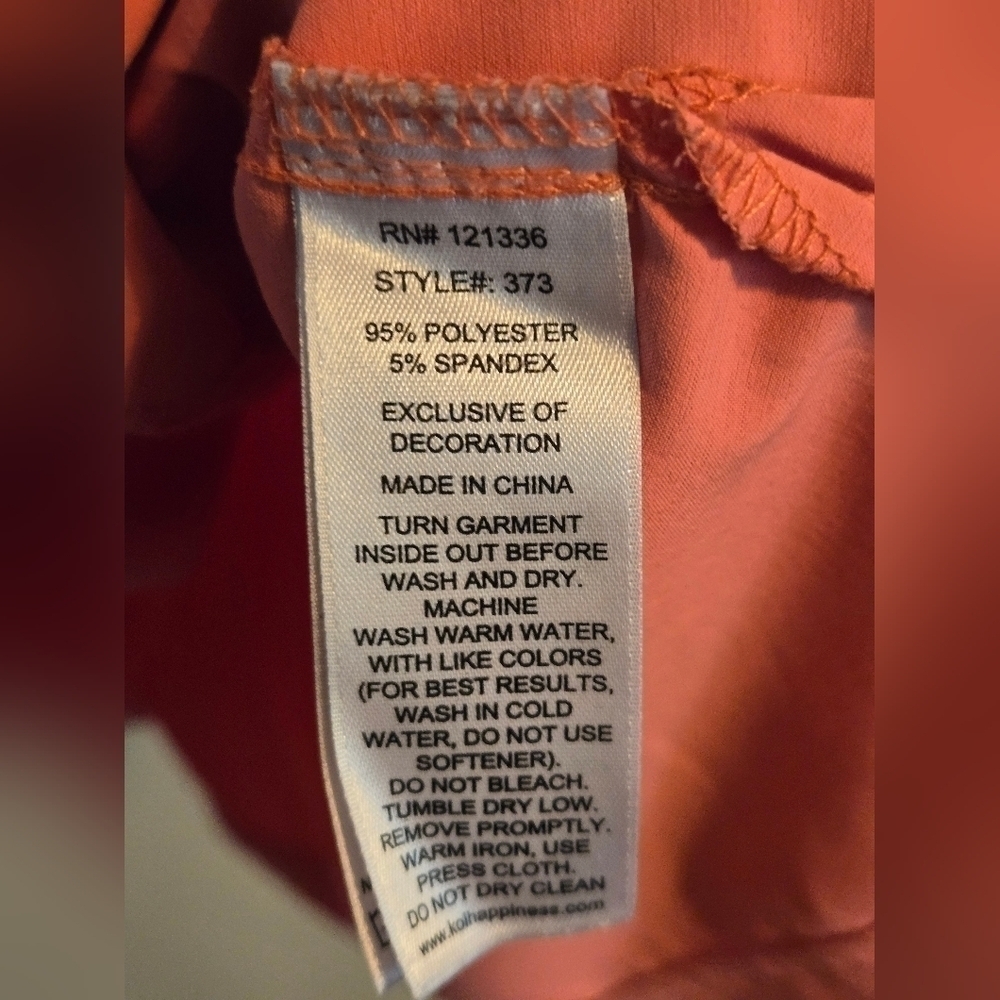 RN# 121336
STYLE#: 373
95% POLYESTER
5% SPANDEX
EXCLUSIVE OF
DECORATION
MADE IN CHINA
TURN GARMENT
INSIDE OUT BEFORE
WASH AND DRY.
MACHINE
WASH WARM WATER,
WITH LIKE COLORS
(FOR BEST RESULTS,
WASH IN COLD
WATER, DO NOT USE
SOFTENER).
DO NOT BLEACH.
TUMBLE DRY LOW.
REMOVE PROMPTLY.
WARM IRON, USE
PRESS CLOTH.
DO NOT DRY CLEAN
www.koihappiness.com